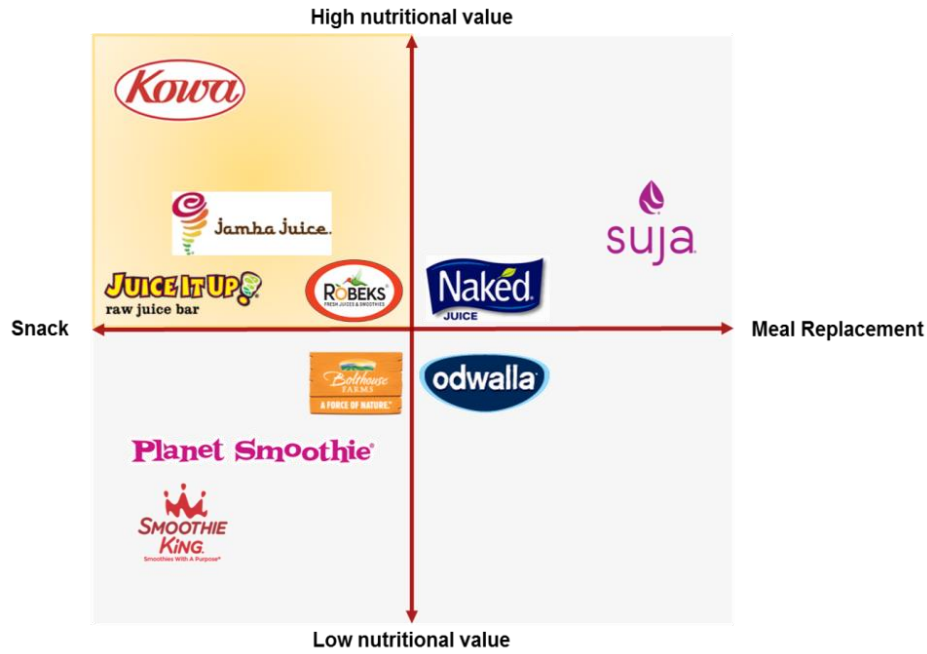 High nutritional value
Kowa
jamba juice.
JUICE IT UP!
raw juice bar
ROBEKS
FRESH JUICES & SMOOTHIES
Naked
JUICE
suja
Snack
Meal Replacement
Bolthouse
FARMS
A FORCE OF NATURE.™
odwalla
Planet Smoothie®
SMOOTHIE
KING
Smoothies With A Purpose®
Low nutritional value